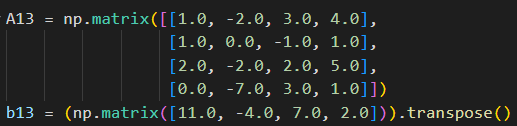 A13 = np.matrix([[1.0, -2.0, 3.0, 4.0],
[1.0, 0.0, -1.0, 1.0],
[2.0, -2.0, 2.0, 5.0],
[0.0, -7.0, 3.0, 1.0]])
b13 = (np.matrix([11.0, -4.0, 7.0, 2.0])).transpose()